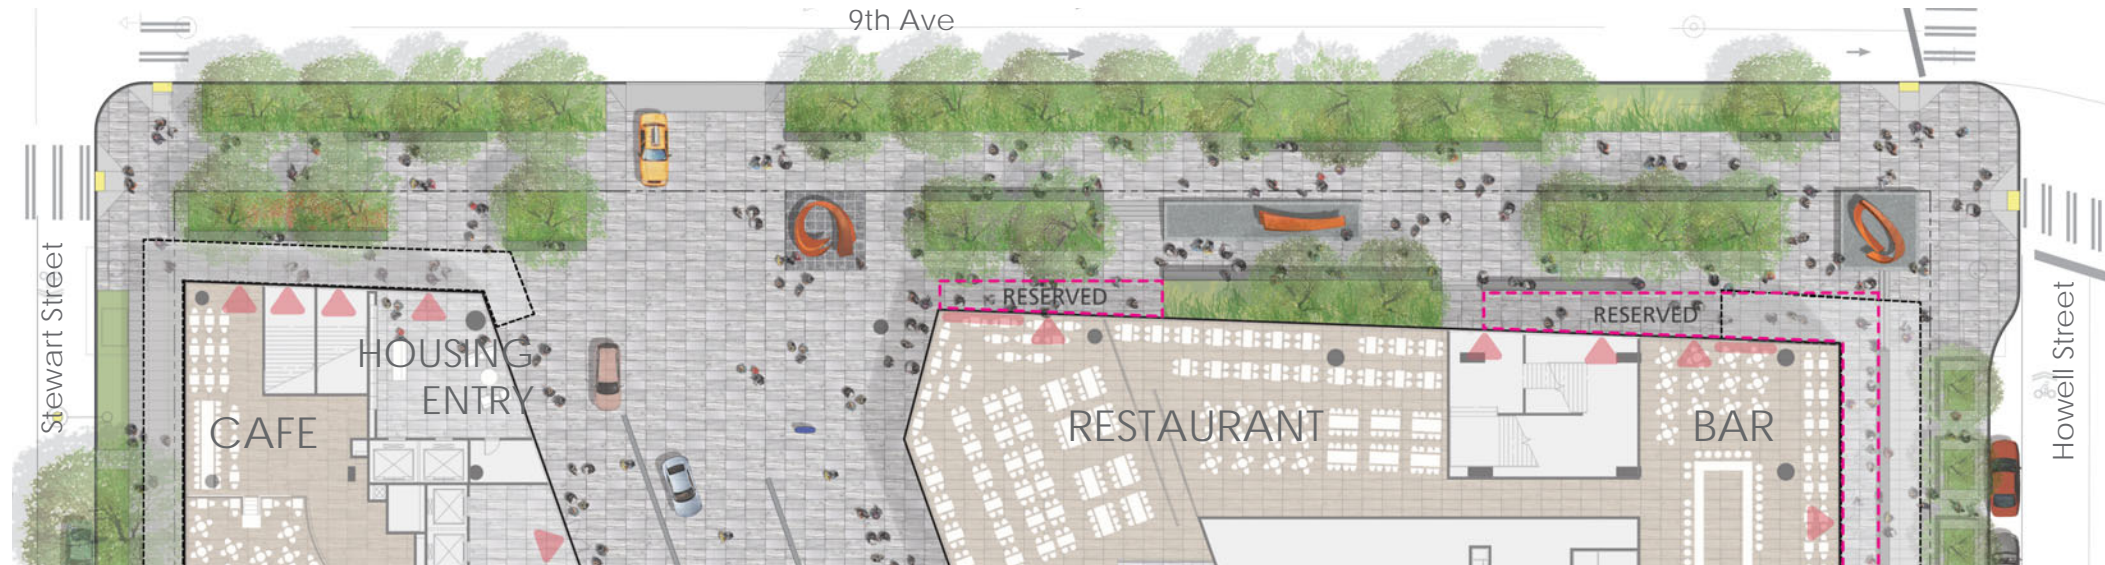 9th Ave
Stewart Street
RESERVED
RESERVED
HOUSING
ENTRY
CAFE
RESTAURANT
BAR
Howell Street